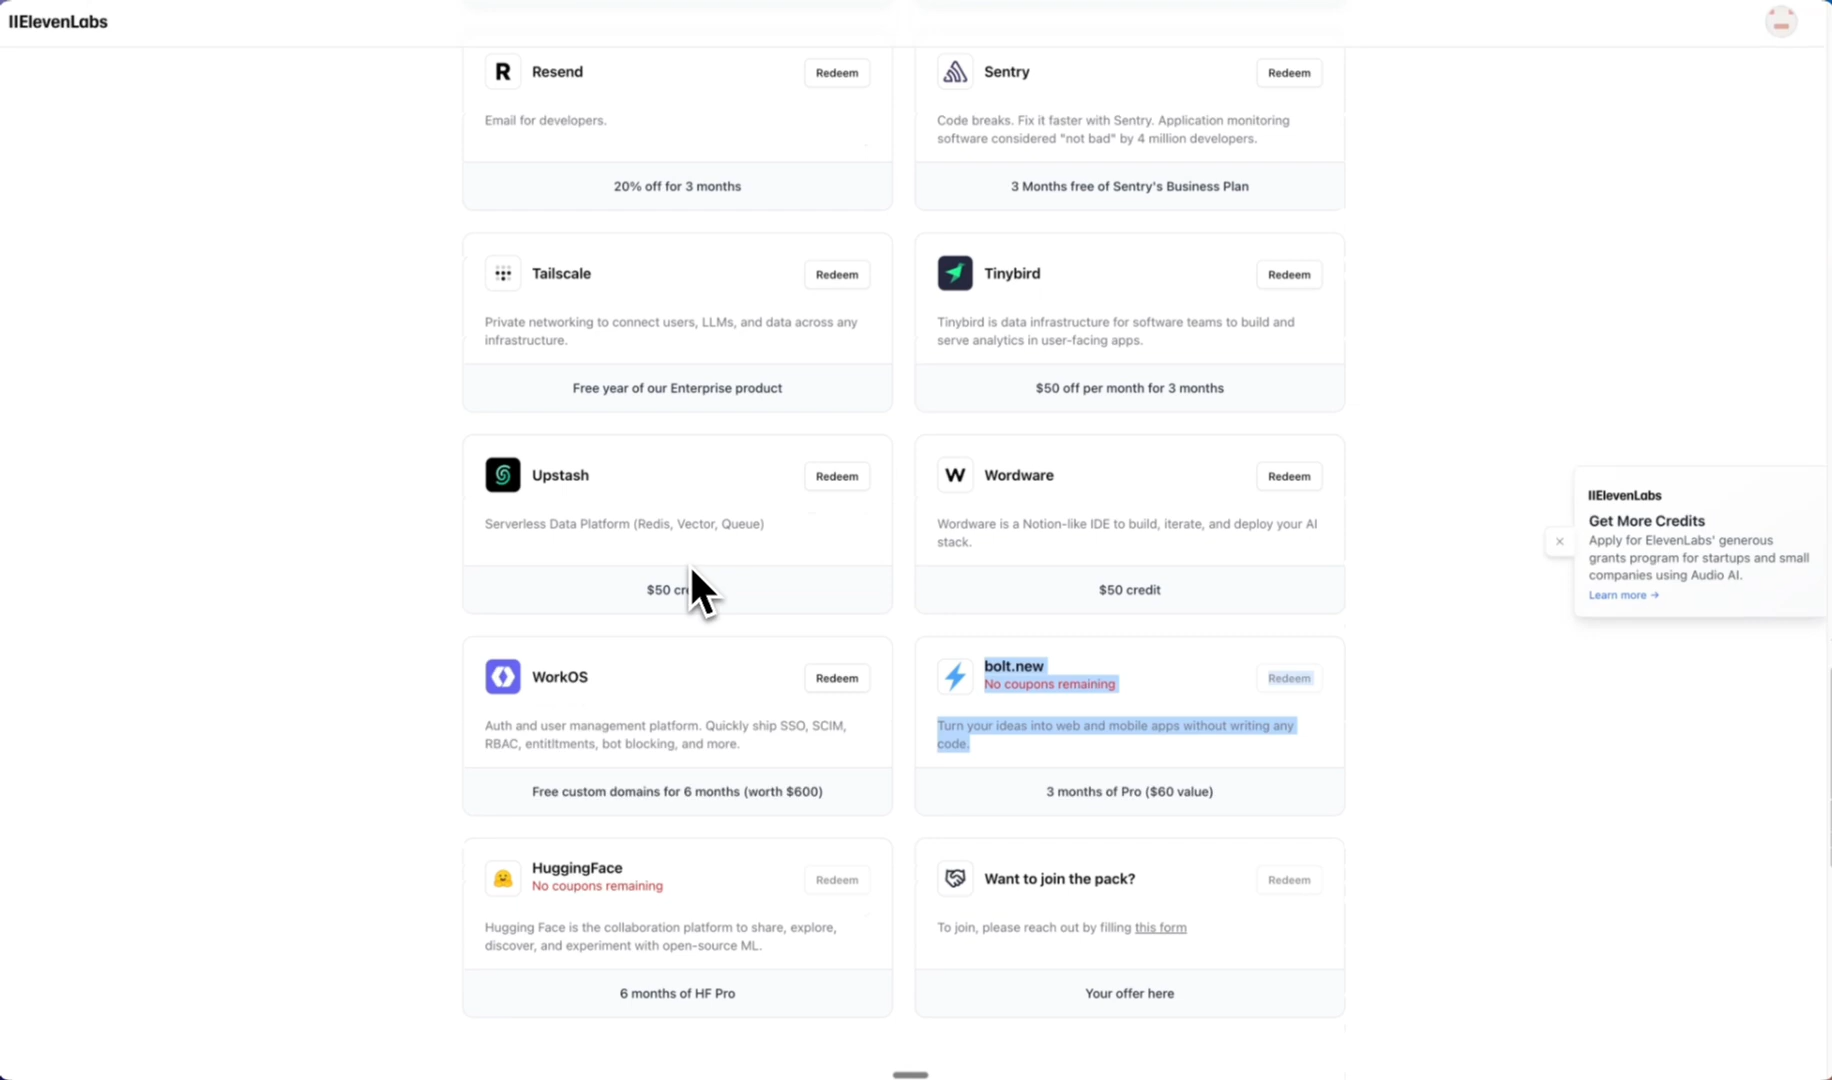 IIElevenLabs
Resend
Redeem
Email for developers.
20% off for 3 months
Sentry
Redeem
Code breaks. Fix it faster with Sentry. Application monitoring
software considered "not bad" by 4 million developers.
3 Months free of Sentry's Business Plan
Tailscale
Redeem
Private networking to connect users, LLMs, and data across any
infrastructure.
Free year of our Enterprise product
Tinybird
Redeem
Tinybird is data infrastructure for software teams to build and
serve analytics in user-facing apps.
$50 off per month for 3 months
Upstash
Redeem
Serverless Data Platform (Redis, Vector, Queue)
$50 cr
Wordware
Redeem
Wordware is a Notion-like IDE to build, iterate, and deploy your AI
stack.
$50 credit
WorkOS
Redeem
Auth and user management platform. Quickly ship SSO, SCIM,
RBAC, entitltments, bot blocking, and more.
Free custom domains for 6 months (worth $600)
bolt.new
No coupons remaining
Redeem
Turn your ideas into web and mobile apps without writing any
code.
3 months of Pro ($60 value)
HuggingFace
No coupons remaining
Redeem
Hugging Face is the collaboration platform to share, explore,
discover, and experiment with open-source ML.
6 months of HF Pro
Want to join the pack?
Redeem
To join, please reach out by filling this form
Your offer here
IIElevenLabs
Get More Credits
Apply for ElevenLabs' generous
grants program for startups and small
companies using Audio AI.
Learn more →